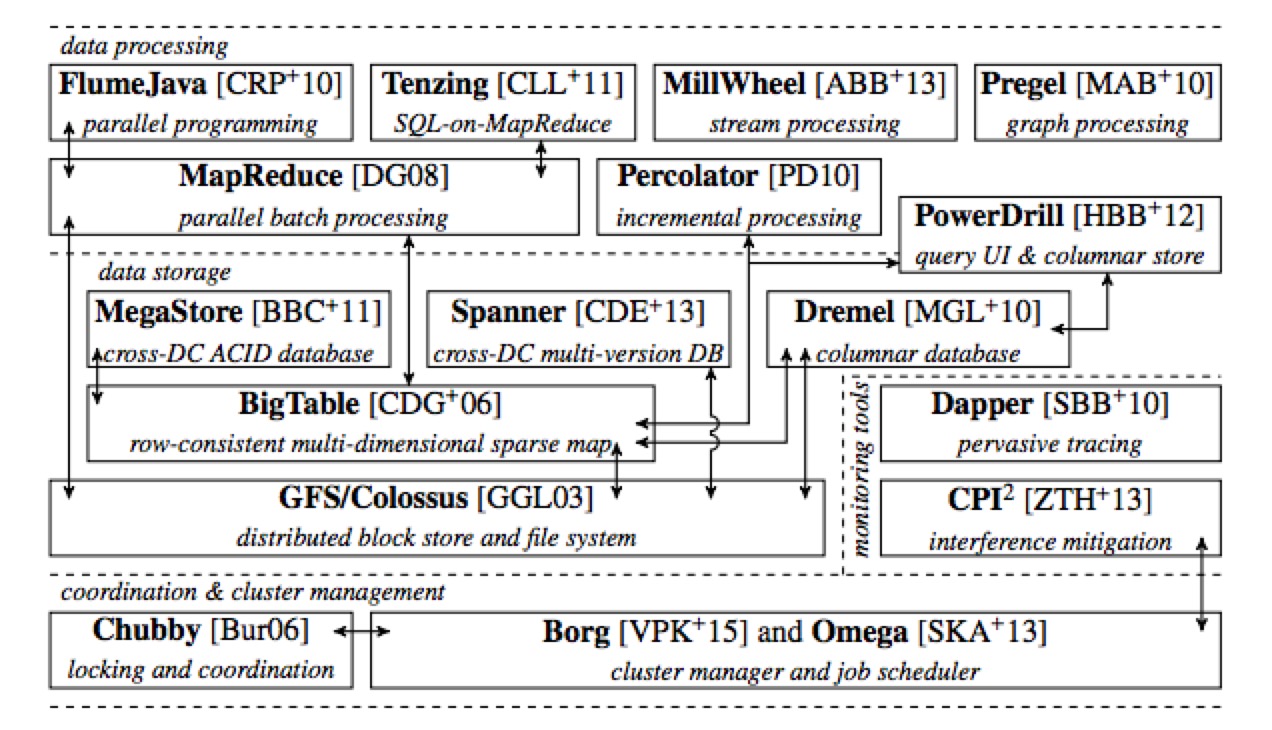 data processing
FlumeJava [CRP+10]
parallel programming
Tenzing [CLL+11]
SQL-on-MapReduce
MillWheel [ABB+13]
stream processing
Pregel [MAB+10]
graph processing
MapReduce [DG08]
parallel batch processing
Percolator [PD10]
incremental processing
PowerDrill [HBB+12]
query UI & columnar store
data storage
MegaStore [BBC+11]
cross-DC ACID database
Spanner [CDE+13]
cross-DC multi-version DB
Dremel [MGL+10]
columnar database
BigTable [CDG+06]
row-consistent multi-dimensional sparse map
GFS/Colossus [GGL03]
distributed block store and file system
monitoring tools
Dapper [SBB+10]
pervasive tracing
CPI² [ZTH+13]
interference mitigation
coordination & cluster management
Chubby [Bur06]
locking and coordination
Borg [VPK+15] and Omega [SKA+13]
cluster manager and job scheduler